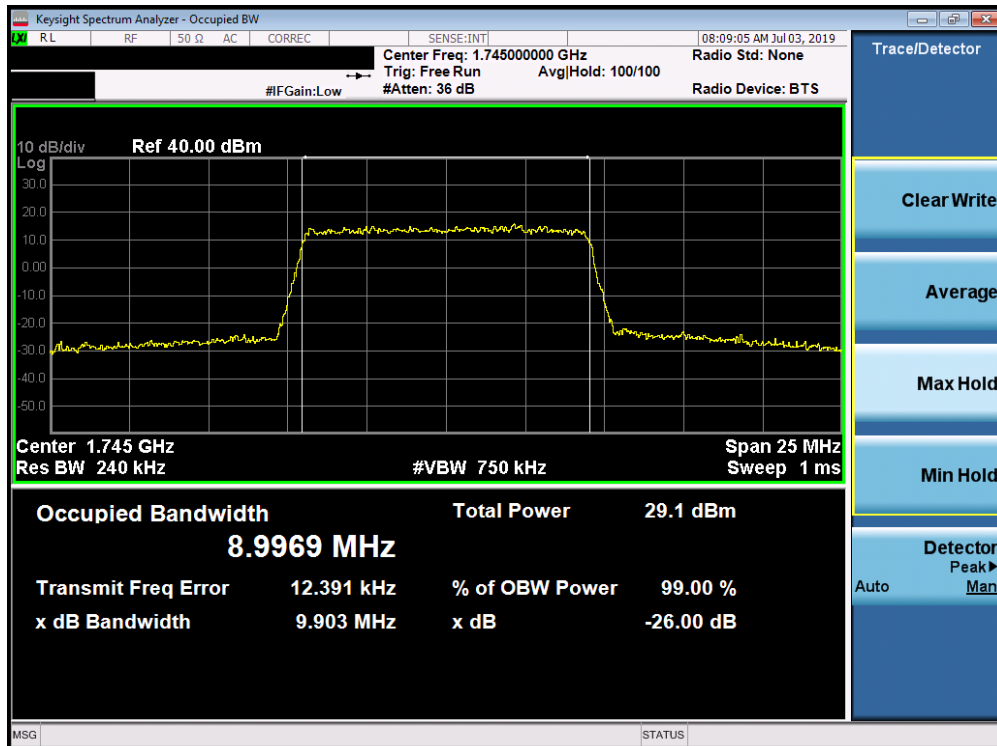 Keysight Spectrum Analyzer - Occupied BW
LXI RL RF 50 Ω AC CORREC SENSE:INT 08:09:05 AM Jul 03, 2019
Center Freq: 1.745000000 GHz Radio Std: None
Trig: Free Run Avg|Hold: 100/100
#IFGain:Low #Atten: 36 dB Radio Device: BTS
10 dB/div Ref 40.00 dBm
Log
30.0
20.0
10.0
0.00
-10.0
-20.0
-30.0
-40.0
-50.0
Center 1.745 GHz Span 25 MHz
Res BW 240 kHz #VBW 750 kHz Sweep 1 ms
Occupied Bandwidth Total Power 29.1 dBm
8.9969 MHz
Transmit Freq Error 12.391 kHz % of OBW Power 99.00 %
x dB Bandwidth 9.903 MHz x dB -26.00 dB
MSG STATUS
Trace/Detector
Clear Write
Average
Max Hold
Min Hold
Detector
Peak▶
Auto Man